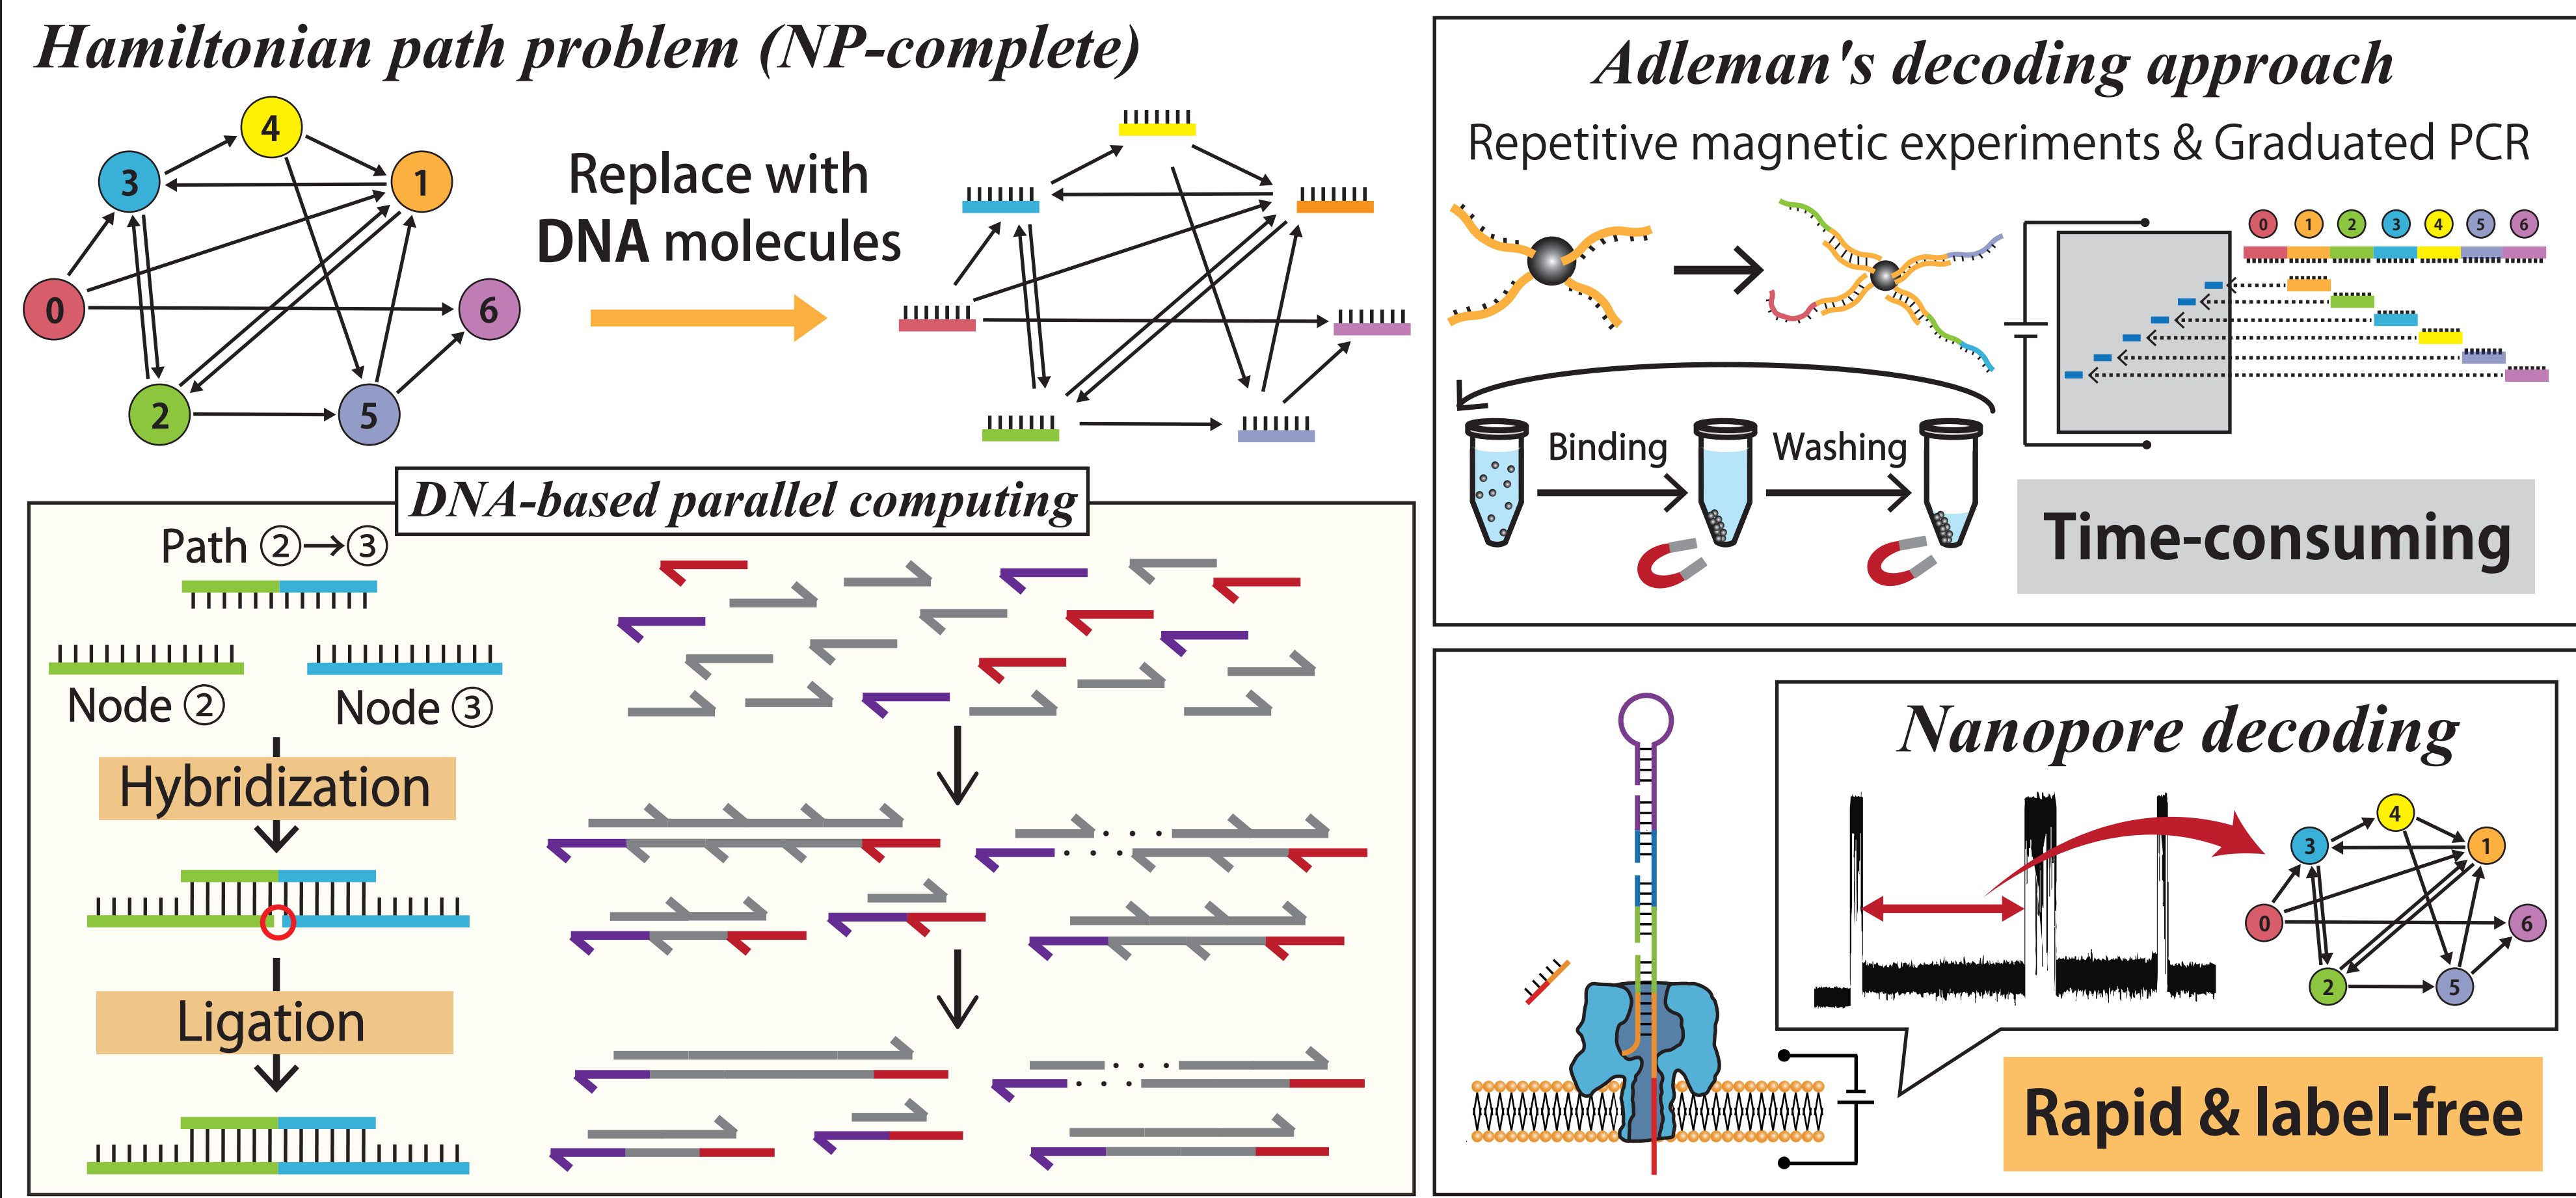 Hamiltonian path problem (NP-complete)
4
3
1
0
6
2
5
Replace with
DNA molecules
DNA-based parallel computing
Path ②→③
Node ②
Node ③
Hybridization
Ligation
Adleman's decoding approach
Repetitive magnetic experiments & Graduated PCR
0 1 2 3 4 5 6
Binding
Washing
Time-consuming
Nanopore decoding
4
3
1
0
6
2
5
Rapid & label-free